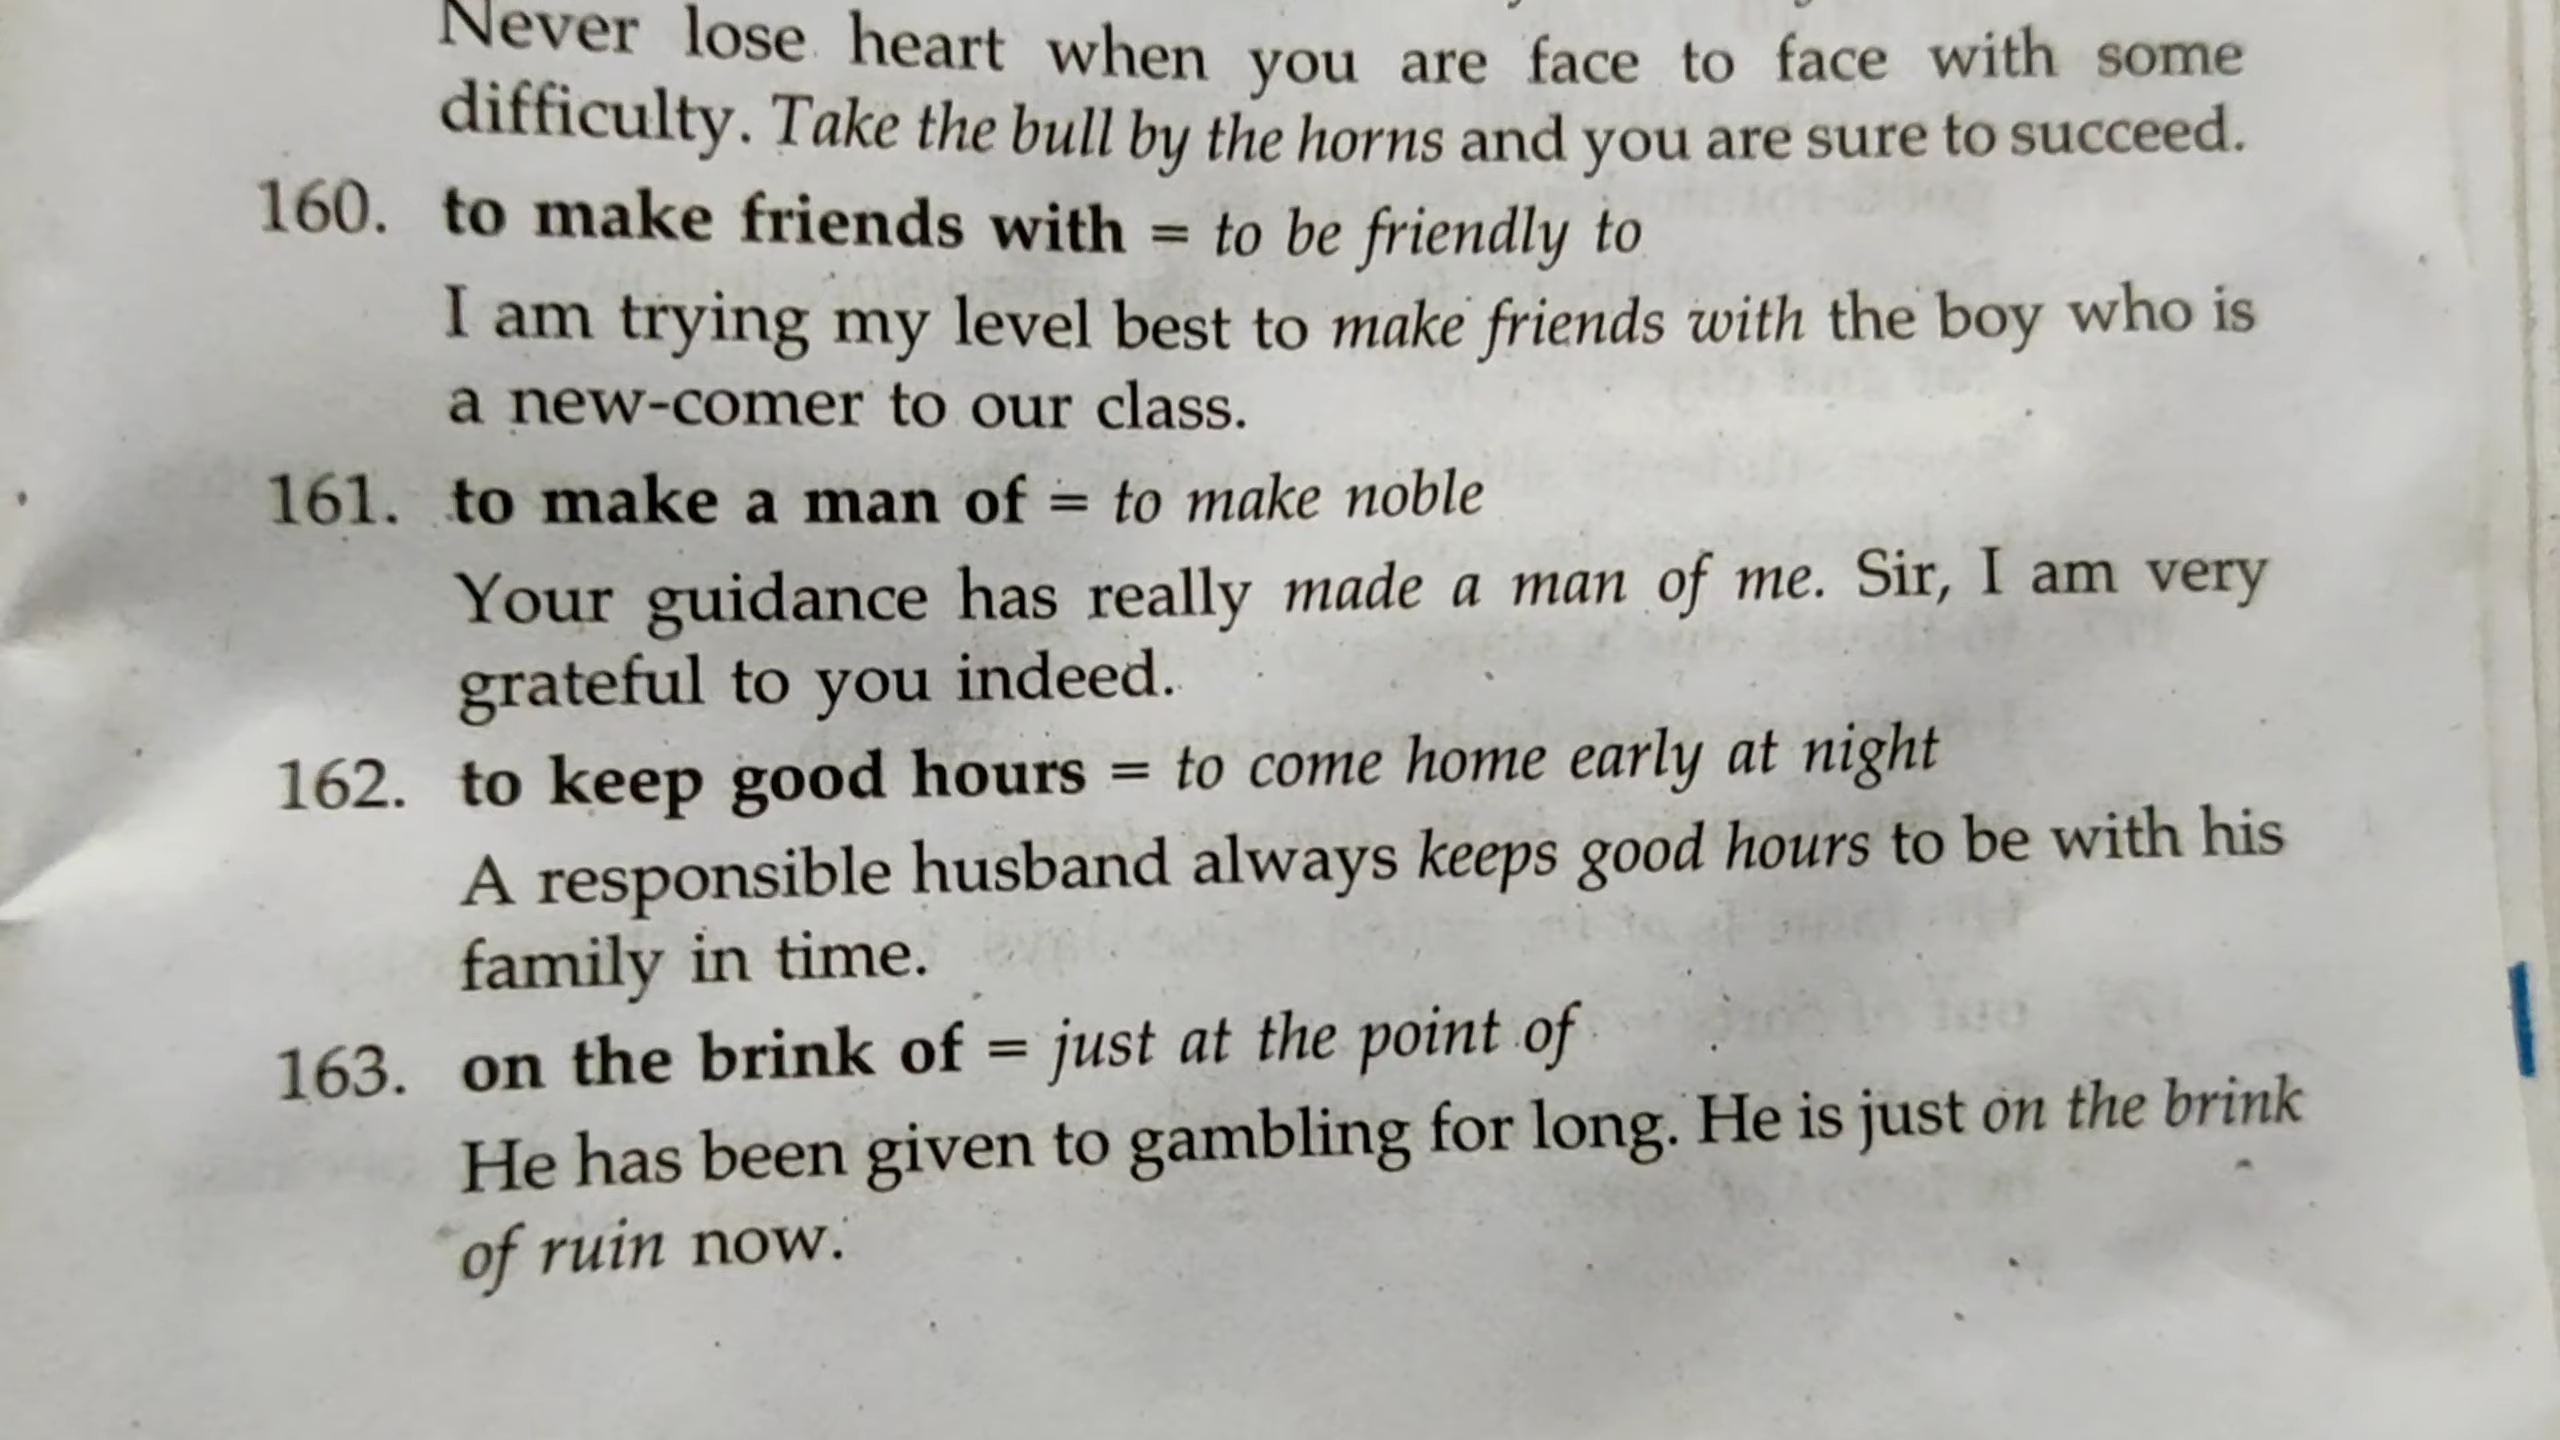 Never lose heart when you are face to face with some
difficulty. Take the bull by the horns and you are sure to succeed.
160. to make friends with = to be friendly to
I am trying my level best to make friends with the boy who is
a new-comer to our class.
161. to make a man of = to make noble
Your guidance has really made a man of me. Sir, I am very
grateful to you indeed.
162. to keep good hours = to come home early at night
A responsible husband always keeps good hours to be with his
family in time.
163. on the brink of = just at the point of
He has been given to gambling for long. He is just on the brink
of ruin now.